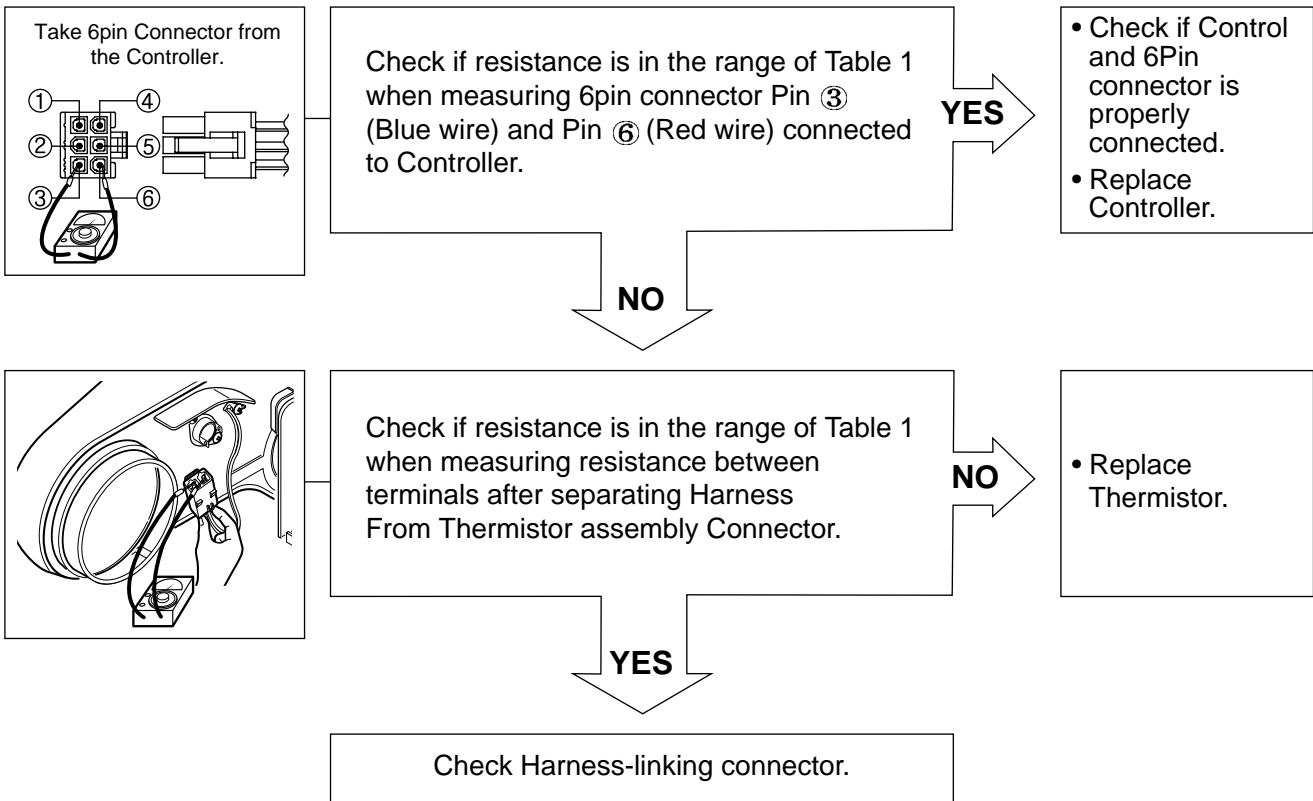 Take 6pin Connector from
the Controller.
① ④
② ⑤
③ ⑥
Check if resistance is in the range of Table 1
when measuring 6pin connector Pin ③
(Blue wire) and Pin ⑥ (Red wire) connected
to Controller.
YES
• Check if Control
and 6Pin
connector is
properly
connected.
• Replace
Controller.
NO
Check if resistance is in the range of Table 1
when measuring resistance between
terminals after separating Harness
From Thermistor assembly Connector.
NO
• Replace
Thermistor.
YES
Check Harness-linking connector.